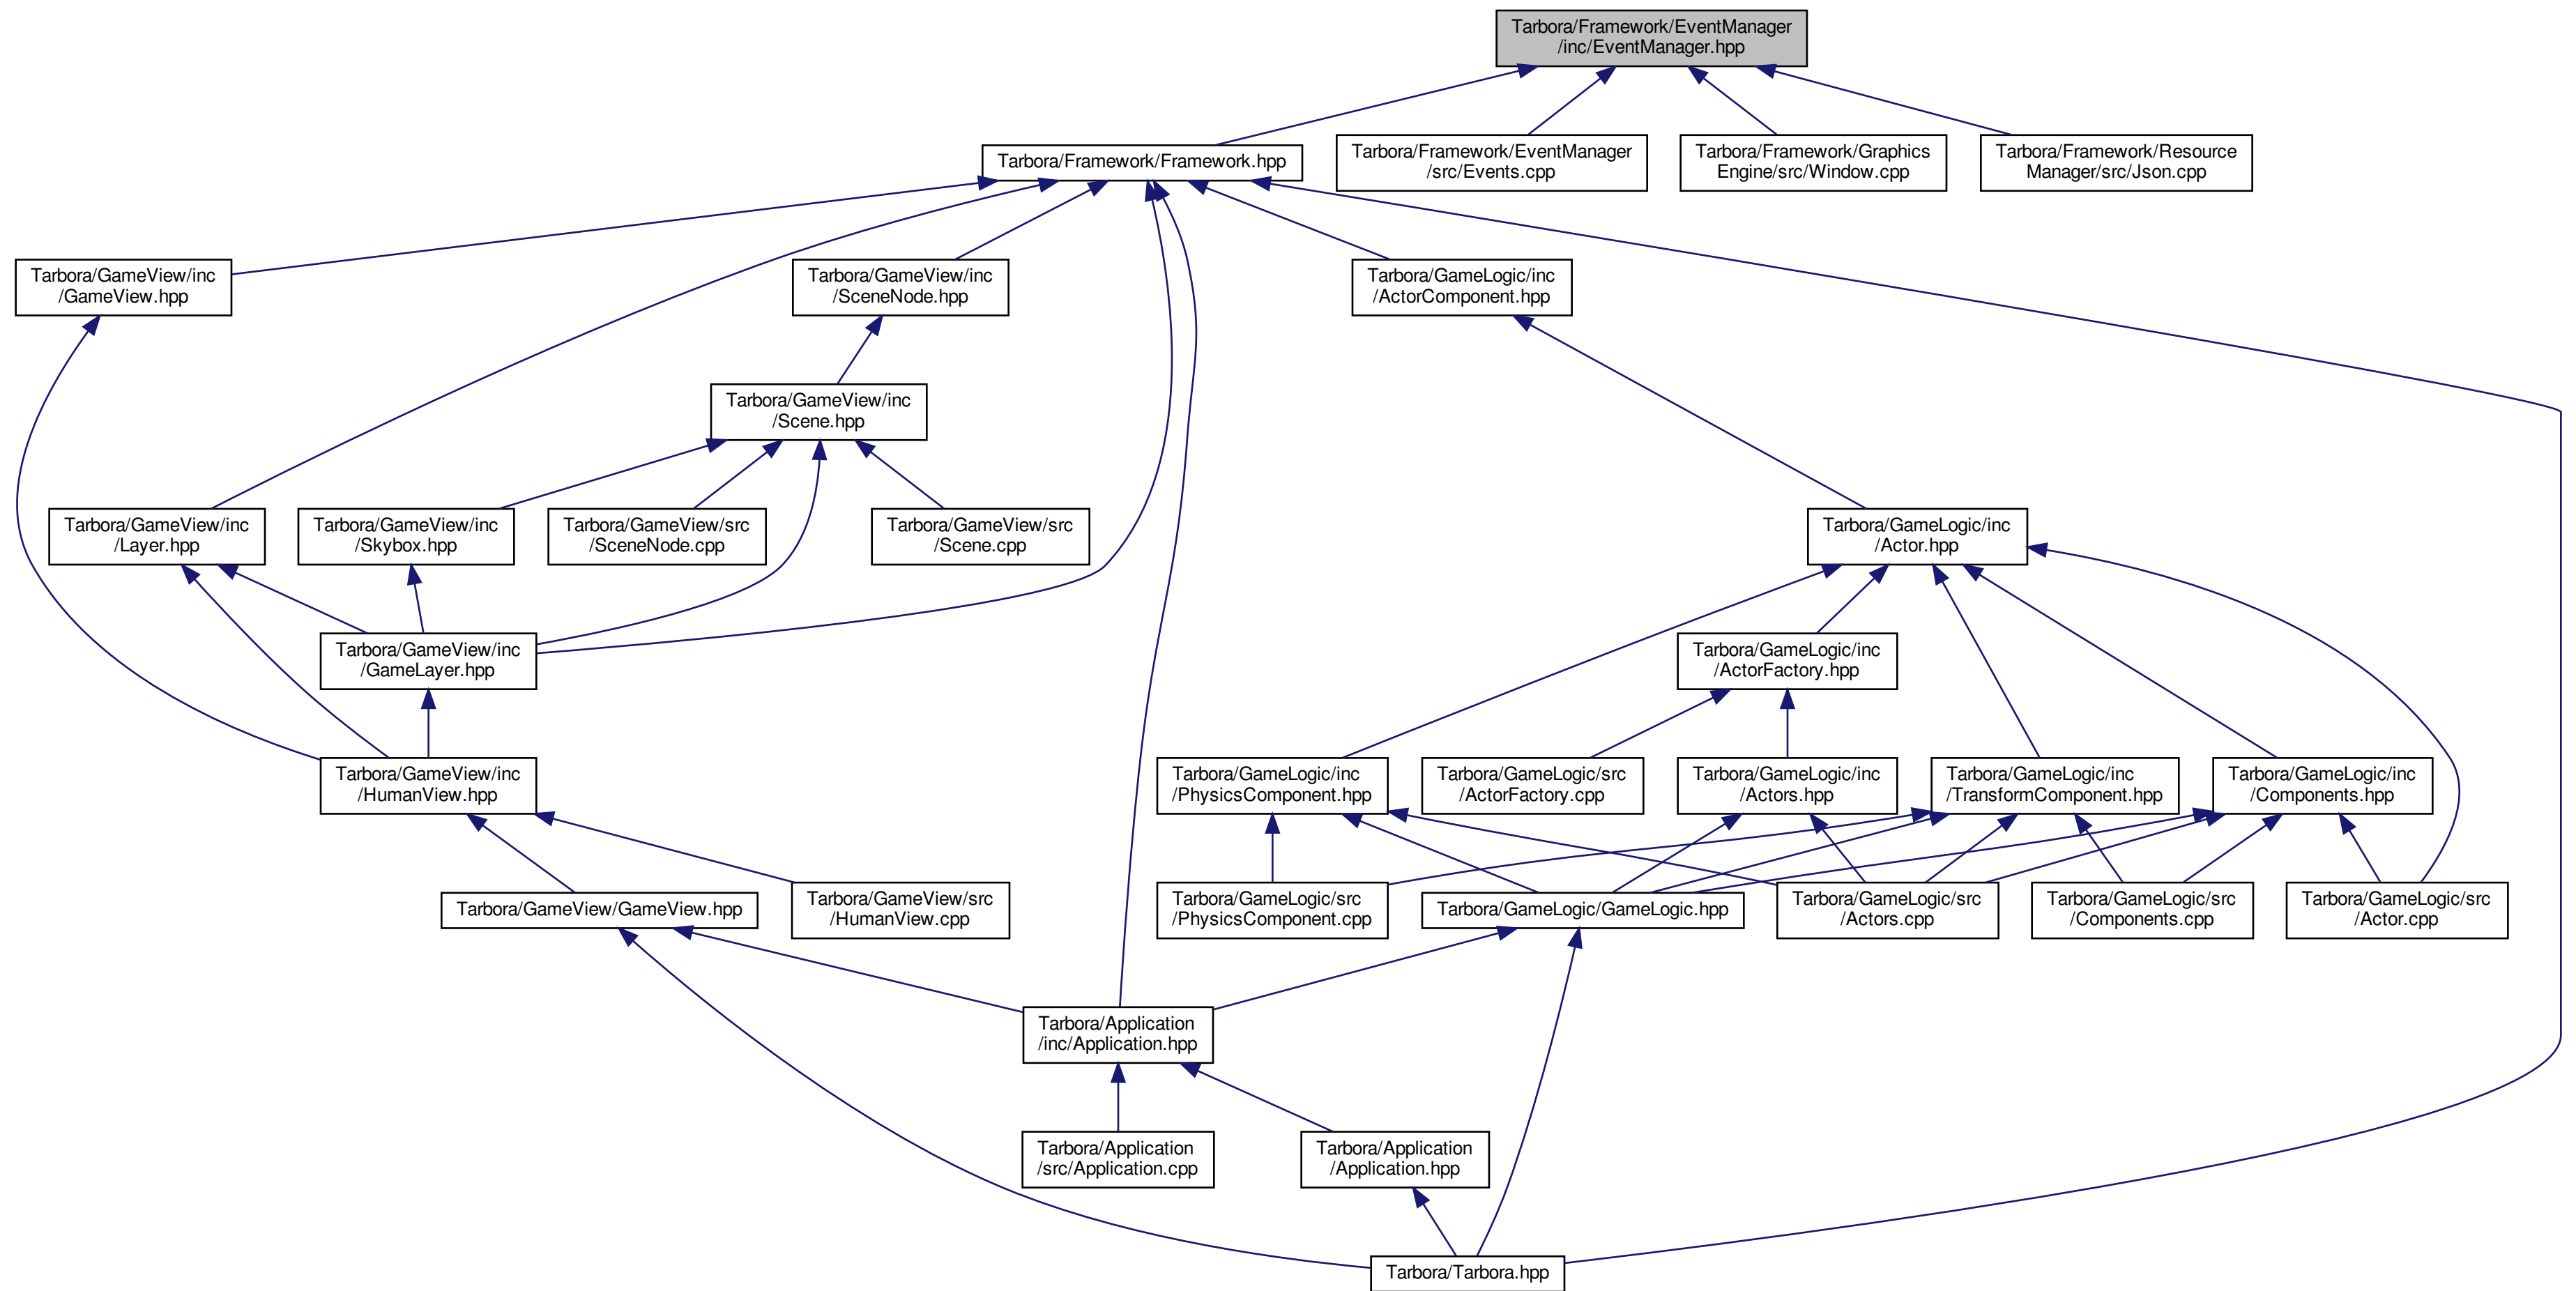 Tarbora/Framework/EventManager
/inc/EventManager.hpp
Tarbora/Framework/Framework.hpp
Tarbora/Framework/EventManager
/src/Events.cpp
Tarbora/Framework/Graphics
Engine/src/Window.cpp
Tarbora/Framework/Resource
Manager/src/Json.cpp
Tarbora/GameView/inc
/GameView.hpp
Tarbora/GameView/inc
/SceneNode.hpp
Tarbora/GameLogic/inc
/ActorComponent.hpp
Tarbora/GameView/inc
/Scene.hpp
Tarbora/GameView/inc
/Layer.hpp
Tarbora/GameView/inc
/Skybox.hpp
Tarbora/GameView/src
/SceneNode.cpp
Tarbora/GameView/src
/Scene.cpp
Tarbora/GameLogic/inc
/Actor.hpp
Tarbora/GameView/inc
/GameLayer.hpp
Tarbora/GameLogic/inc
/ActorFactory.hpp
Tarbora/GameView/inc
/HumanView.hpp
Tarbora/GameLogic/inc
/PhysicsComponent.hpp
Tarbora/GameLogic/src
/ActorFactory.cpp
Tarbora/GameLogic/inc
/Actors.hpp
Tarbora/GameLogic/inc
/TransformComponent.hpp
Tarbora/GameLogic/inc
/Components.hpp
Tarbora/GameView/GameView.hpp
Tarbora/GameView/src
/HumanView.cpp
Tarbora/GameLogic/src
/PhysicsComponent.cpp
Tarbora/GameLogic/GameLogic.hpp
Tarbora/GameLogic/src
/Actors.cpp
Tarbora/GameLogic/src
/Components.cpp
Tarbora/GameLogic/src
/Actor.cpp
Tarbora/Application
/inc/Application.hpp
Tarbora/Application
/src/Application.cpp
Tarbora/Application
/Application.hpp
Tarbora/Tarbora.hpp